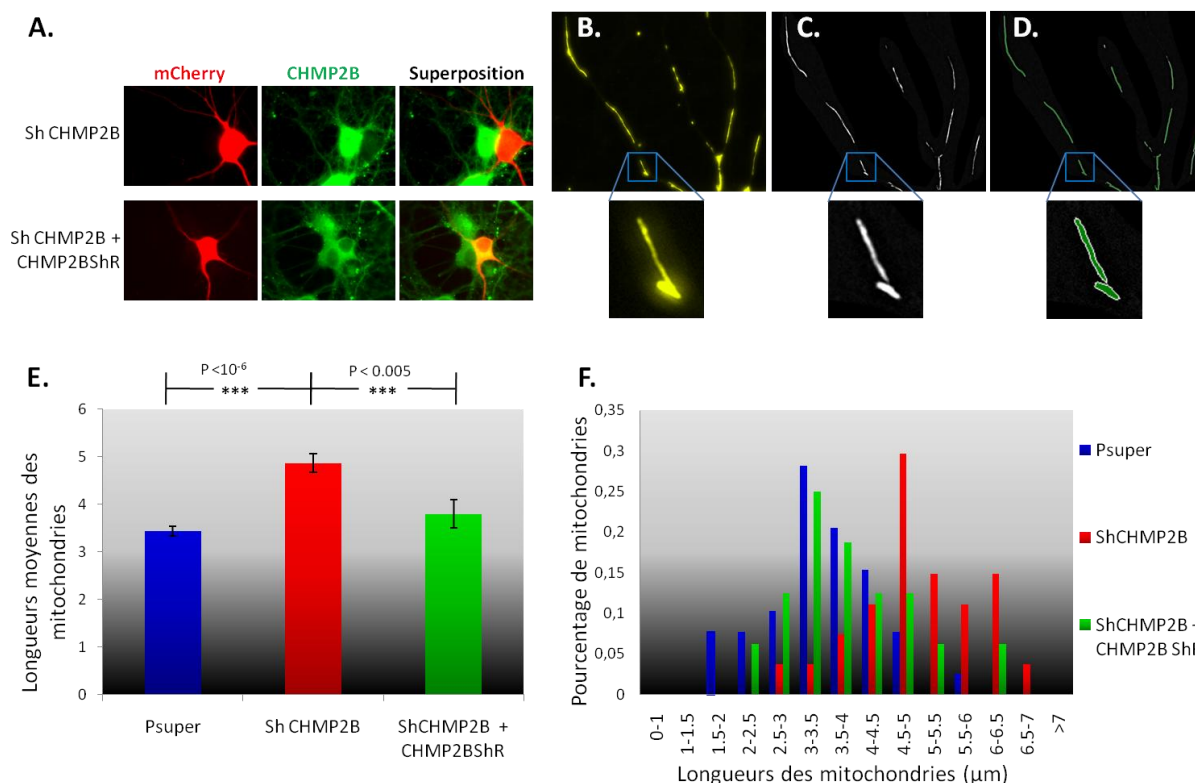 A.
mCherry
CHMP2B
Superposition
Sh CHMP2B
Sh CHMP2B +
CHMP2BShR
B.
C.
D.
E.
P <10⁻⁶
***
P < 0.005
***
Longueurs moyennes des
mitochondries
6
5
4
3
2
1
0
Psuper
Sh CHMP2B
ShCHMP2B +
CHMP2BShR
F.
Pourcentage de mitochondries
0,35
0,3
0,25
0,2
0,15
0,1
0,05
0
0-1
1-1.5
1.5-2
2-2.5
2.5-3
3-3.5
3.5-4
4-4.5
4.5-5
5-5.5
5.5-6
6-6.5
6.5-7
>7
Longueurs des mitochondries (µm)
Psuper
ShCHMP2B
ShCHMP2B
CHMP2B